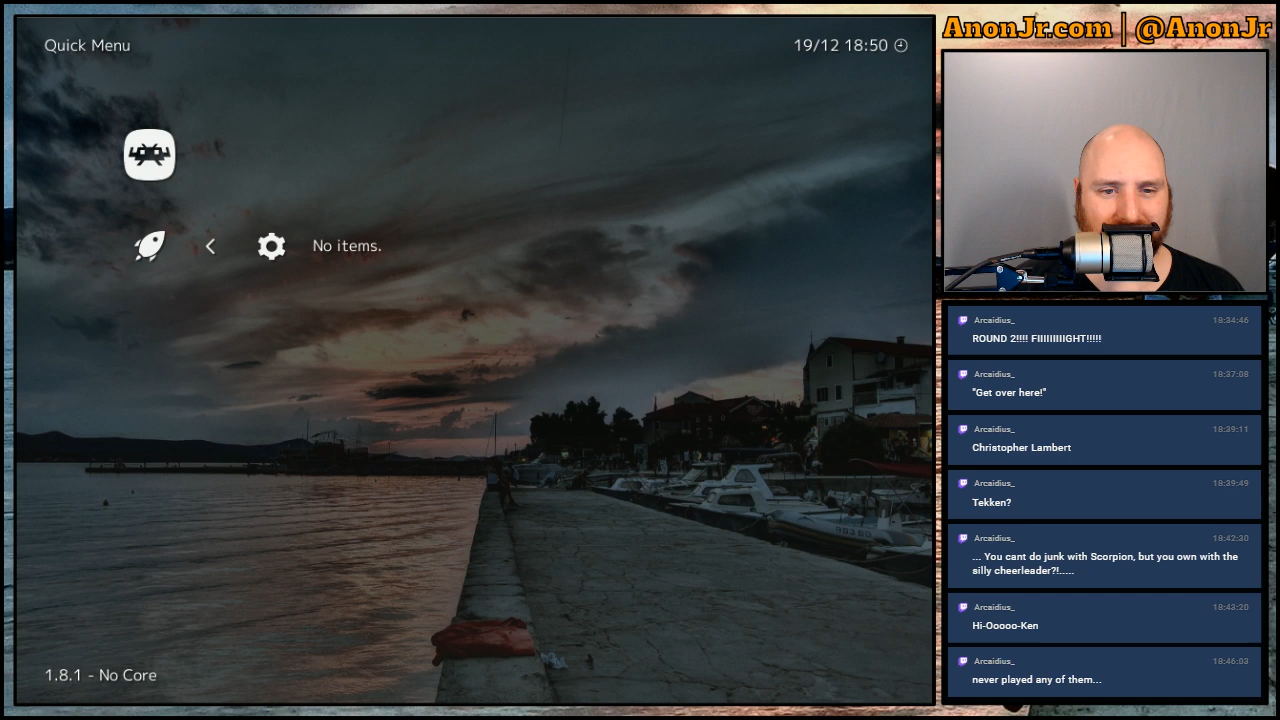 Quick Menu
19/12 18:50
No items.
1.8.1 - No Core
AnonJr.com | @AnonJr
Arcaidius_ 18:34:46
ROUND 2!!!! FIIIIIIIIGHT!!!!!
Arcaidius_ 18:37:08
"Get over here!"
Arcaidius_ 18:39:11
Christopher Lambert
Arcaidius_ 18:39:49
Tekken?
Arcaidius_ 18:42:30
... You cant do junk with Scorpion, but you own with the
silly cheerleader?!.....
Arcaidius_ 18:43:20
Hi-Ooooo-Ken
Arcaidius_ 18:46:03
never played any of them...